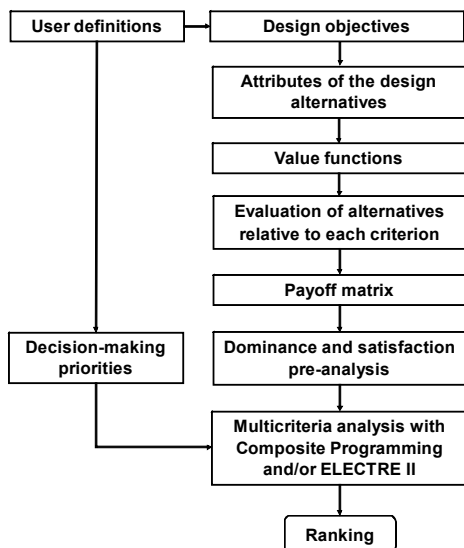 User definitions
Design objectives
Attributes of the design
alternatives
Value functions
Evaluation of alternatives
relative to each criterion
Payoff matrix
Decision-making
priorities
Dominance and satisfaction
pre-analysis
Multicriteria analysis with
Composite Programming
and/or ELECTRE II
Ranking